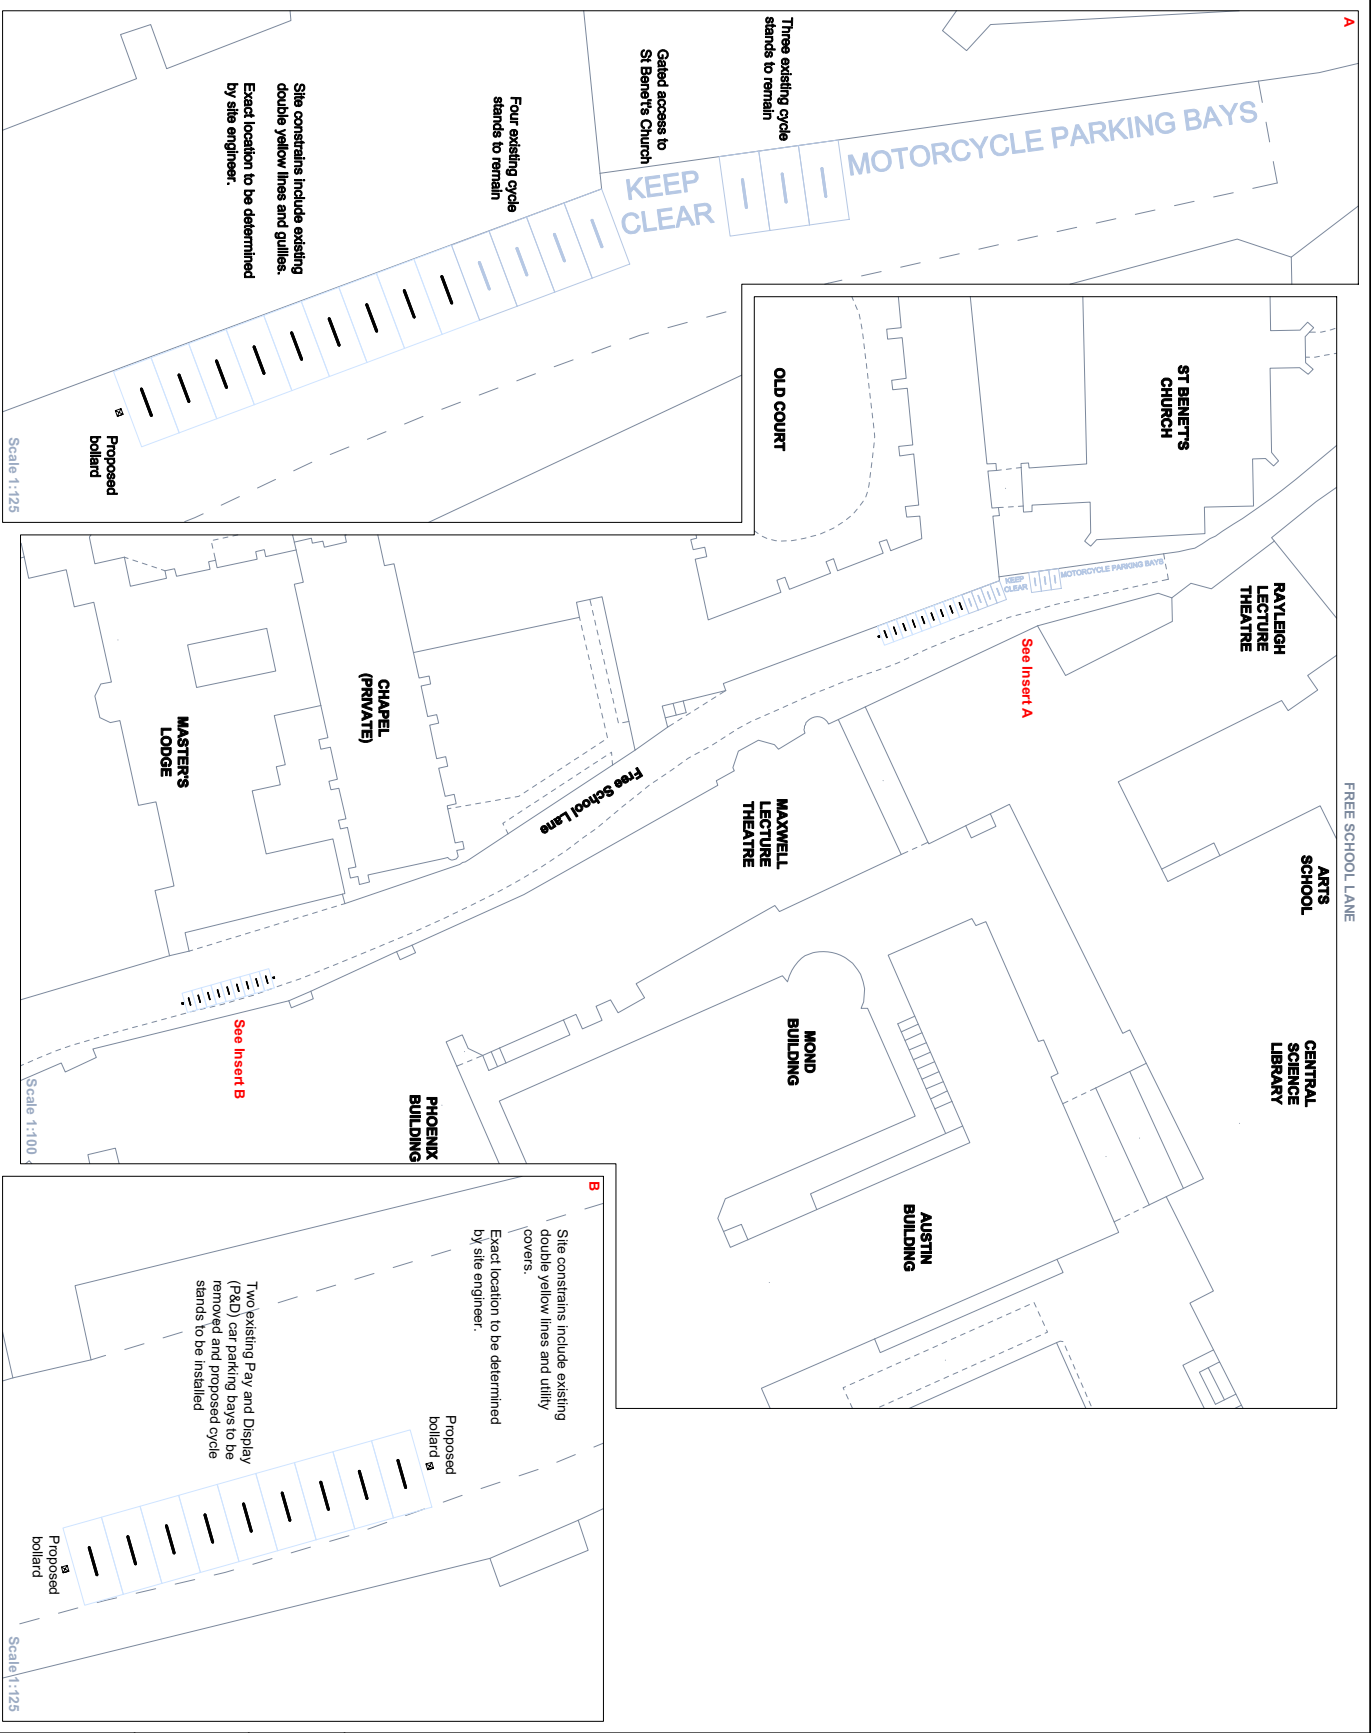 FREE SCHOOL LANE
A
Three existing cycle
stands to remain
Gated access to
St Benett's Church
Four existing cycle
stands to remain
Site constrains include existing
double yellow lines and gullies.
Exact location to be determined
by site engineer.
MOTORCYCLE PARKING BAYS
KEEP
CLEAR
Proposed
bollard
Scale 1:125
ST BENET'S
CHURCH
OLD COURT
RAYLEIGH
LECTURE
THEATRE
MOTORCYCLE PARKING BAYS
KEEP
CLEAR
See Insert A
ARTS
SCHOOL
CHAPEL
(PRIVATE)
MASTER'S
LODGE
Free School Lane
MAXWELL
LECTURE
THEATRE
CENTRAL
SCIENCE
LIBRARY
MOND
BUILDING
See Insert B
PHOENIX
BUILDING
AUSTIN
BUILDING
Scale 1:100
B
Site constrains include existing
double yellow lines and utility
covers.
Exact location to be determined
by site engineer.
Two existing Pay and Display
(P&D) car parking bays to be
removed and proposed cycle
stands to be installed
Proposed
bollard
Proposed
bollard
Scale 1:125